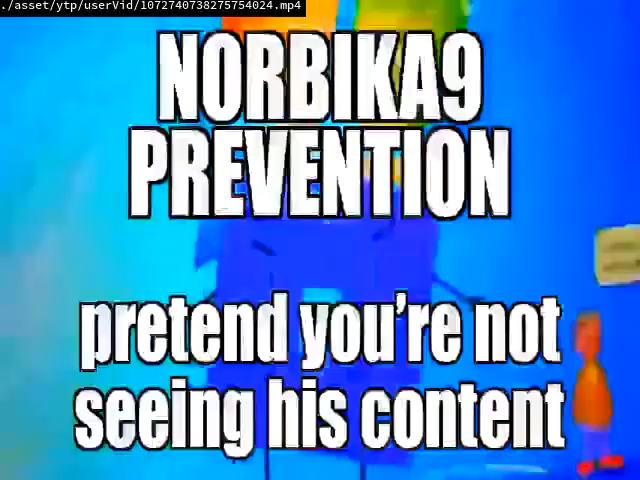 ./asset/ytp/userVid/1072740738275754024.mp4
NORBIKA9
PREVENTION
pretend you’re not
seeing his content